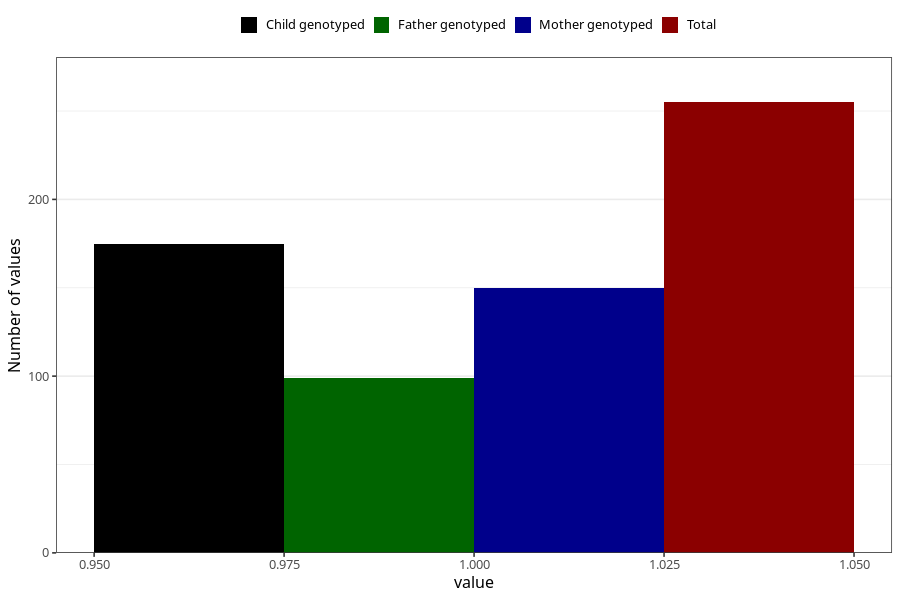 Child genotyped Father genotyped Mother genotyped Total
Number of values
200
100
0
0.950 0.975 1.000 1.025 1.050
value